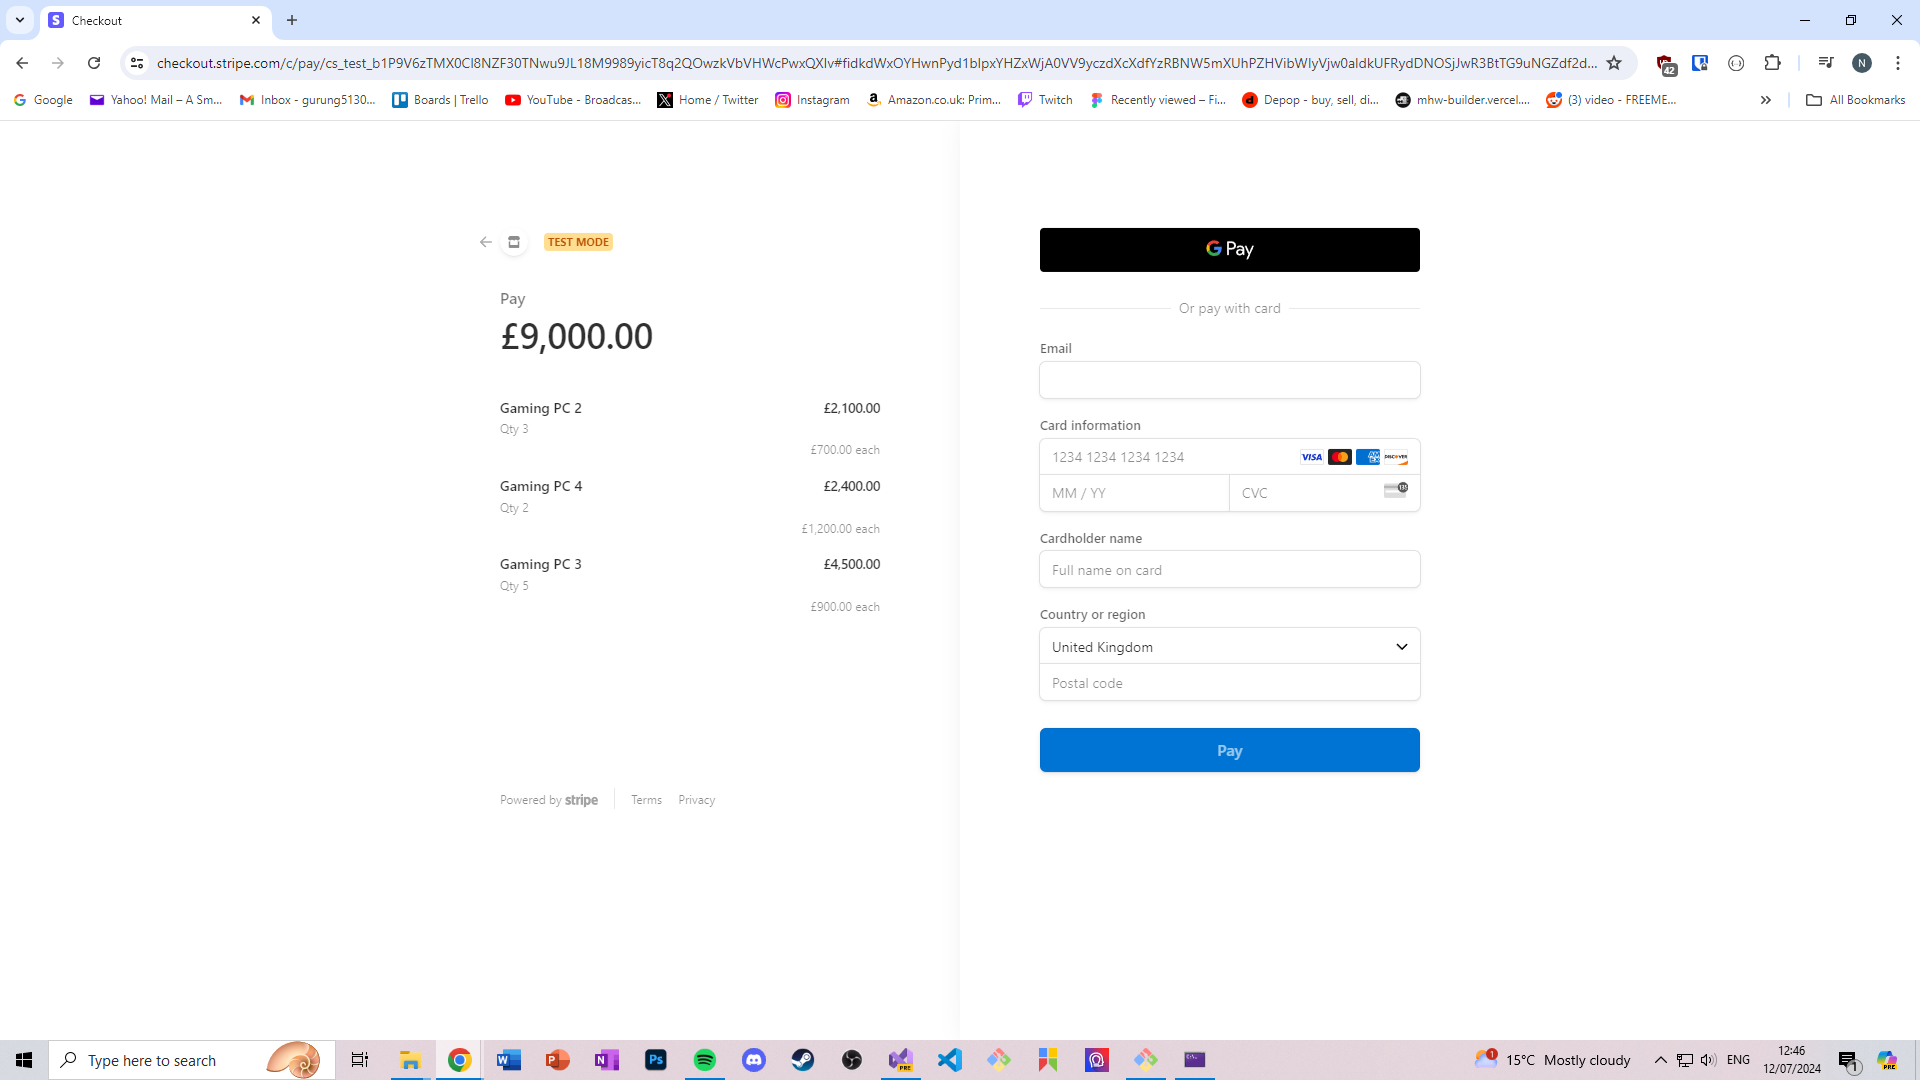 Checkout
checkout.stripe.com/c/pay/
Google
Yahoo! Mail – A Sm...
Inbox - gurung5130...
Boards | Trello
YouTube - Broadcas...
Home / Twitter
Instagram
Amazon.co.uk: Prim...
Twitch
Recently viewed – Fi...
Depop - buy, sell, di...
mhw-builder.vercel....
(3) video - FREEME...
All Bookmarks
42
N
TEST MODE
Pay
£9,000.00
Gaming PC 2 £2,100.00
Qty 3
£700.00 each
Gaming PC 4 £2,400.00
Qty 2
£1,200.00 each
Gaming PC 3 £4,500.00
Qty 5
£900.00 each
Powered by stripe
Terms
Privacy
G Pay
Or pay with card
Email
Card information
1234 1234 1234 1234
VISA
AMEX
DISCOVER
MM / YY
CVC
135
Cardholder name
Full name on card
Country or region
United Kingdom
Postal code
Pay
Type here to search
15°C Mostly cloudy
ENG
12:46
12/07/2024